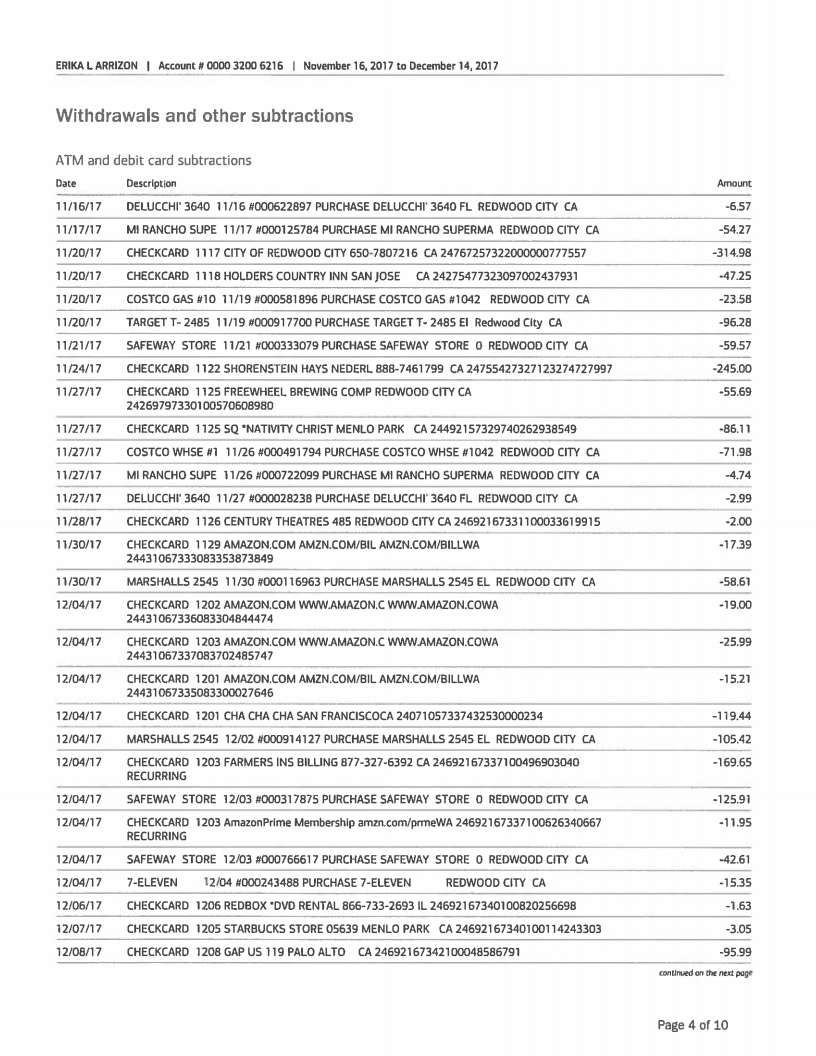 ERIKA L ARRIZON | Account # 0000 3200 6216 | November 16, 2017 to December 14, 2017
Withdrawals and other subtractions
ATM and debit card subtractions
Date Description Amount
11/16/17 DELUCCHI' 3640 11/16 #000622897 PURCHASE DELUCCHI' 3640 FL REDWOOD CITY CA -6.57
11/17/17 MI RANCHO SUPE 11/17 #000125784 PURCHASE MI RANCHO SUPERMA REDWOOD CITY CA -54.27
11/20/17 CHECKCARD 1117 CITY OF REDWOOD CITY 650-7807216 CA 24767257322000000777557 -314.98
11/20/17 CHECKCARD 1118 HOLDERS COUNTRY INN SAN JOSE CA 24275477323097002437931 -47.25
11/20/17 COSTCO GAS #10 11/19 #000581896 PURCHASE COSTCO GAS #1042 REDWOOD CITY CA -23.58
11/20/17 TARGET T- 2485 11/19 #000917700 PURCHASE TARGET T- 2485 El Redwood City CA -96.28
11/21/17 SAFEWAY STORE 11/21 #000333079 PURCHASE SAFEWAY STORE 0 REDWOOD CITY CA -59.57
11/24/17 CHECKCARD 1122 SHORENSTEIN HAYS NEDERL 888-7461799 CA 24755427327123274727997 -245.00
11/27/17 CHECKCARD 1125 FREEWHEEL BREWING COMP REDWOOD CITY CA -55.69
24269797330100570608980
11/27/17 CHECKCARD 1125 SQ *NATIVITY CHRIST MENLO PARK CA 24492157329740262938549 -86.11
11/27/17 COSTCO WHSE #1 11/26 #000491794 PURCHASE COSTCO WHSE #1042 REDWOOD CITY CA -71.98
11/27/17 MI RANCHO SUPE 11/26 #000722099 PURCHASE MI RANCHO SUPERMA REDWOOD CITY CA -4.74
11/27/17 DELUCCHI' 3640 11/27 #000028238 PURCHASE DELUCCHI' 3640 FL REDWOOD CITY CA -2.99
11/28/17 CHECKCARD 1126 CENTURY THEATRES 485 REDWOOD CITY CA 24692167331100033619915 -2.00
11/30/17 CHECKCARD 1129 AMAZON.COM AMZN.COM/BIL AMZN.COM/BILLWA -17.39
24431067333083353873849
11/30/17 MARSHALLS 2545 11/30 #000116963 PURCHASE MARSHALLS 2545 EL REDWOOD CITY CA -58.61
12/04/17 CHECKCARD 1202 AMAZON.COM WWW.AMAZON.C WWW.AMAZON.COWA -19.00
24431067336083304844474
12/04/17 CHECKCARD 1203 AMAZON.COM WWW.AMAZON.C WWW.AMAZON.COWA -25.99
24431067337083702485747
12/04/17 CHECKCARD 1201 AMAZON.COM AMZN.COM/BIL AMZN.COM/BILLWA -15.21
24431067335083300027646
12/04/17 CHECKCARD 1201 CHA CHA CHA SAN FRANCISCOCA 24071057337432530000234 -119.44
12/04/17 MARSHALLS 2545 12/02 #000914127 PURCHASE MARSHALLS 2545 EL REDWOOD CITY CA -105.42
12/04/17 CHECKCARD 1203 FARMERS INS BILLING 877-327-6392 CA 24692167337100496903040 -169.65
RECURRING
12/04/17 SAFEWAY STORE 12/03 #000317875 PURCHASE SAFEWAY STORE 0 REDWOOD CITY CA -125.91
12/04/17 CHECKCARD 1203 AmazonPrime Membership amzn.com/prmeWA 24692167337100626340667 -11.95
RECURRING
12/04/17 SAFEWAY STORE 12/03 #000766617 PURCHASE SAFEWAY STORE 0 REDWOOD CITY CA -42.61
12/04/17 7-ELEVEN 12/04 #000243488 PURCHASE 7-ELEVEN REDWOOD CITY CA -15.35
12/06/17 CHECKCARD 1206 REDBOX *DVD RENTAL 866-733-2693 IL 24692167340100820256698 -1.63
12/07/17 CHECKCARD 1205 STARBUCKS STORE 05639 MENLO PARK CA 24692167340100114243303 -3.05
12/08/17 CHECKCARD 1208 GAP US 119 PALO ALTO CA 24692167342100048586791 -95.99
continued on the next page
Page 4 of 10